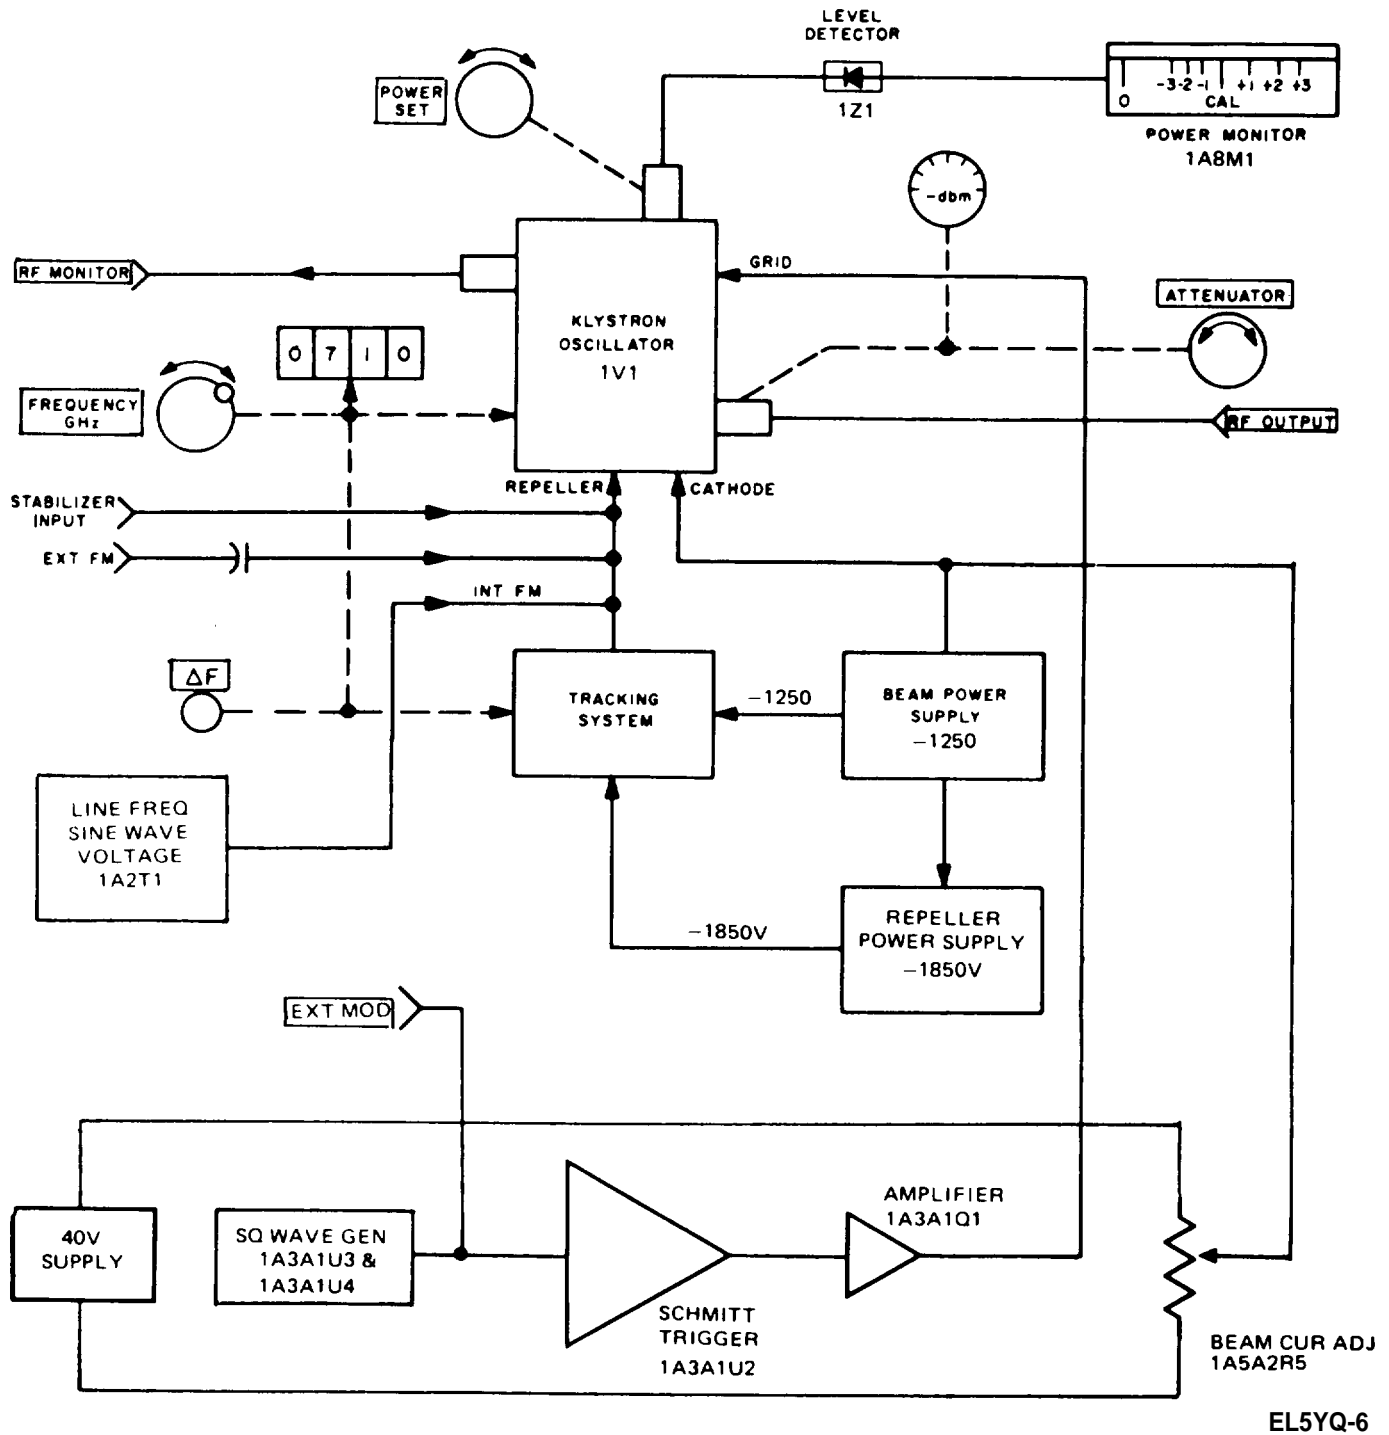 LEVEL
DETECTOR
POWER
SET
1Z1
0
-3
-2
-1
+1
+2
+3
CAL
POWER MONITOR
1A8M1
-dbm
RF MONITOR
GRID
ATTENUATOR
KLYSTRON
OSCILLATOR
1V1
0 7 1 0
FREQUENCY
GHz
RF OUTPUT
REPELLER
CATHODE
STABILIZER
INPUT
EXT FM
INT FM
ΔF
TRACKING
SYSTEM
-1250
BEAM POWER
SUPPLY
-1250
LINE FREQ
SINE WAVE
VOLTAGE
1A2T1
-1850V
REPELLER
POWER SUPPLY
-1850V
EXT MOD
40V
SUPPLY
SQ WAVE GEN
1A3A1U3 &
1A3A1U4
AMPLIFIER
1A3A1Q1
SCHMITT
TRIGGER
1A3A1U2
BEAM CUR ADJ
1A5A2R5
EL5YQ-6